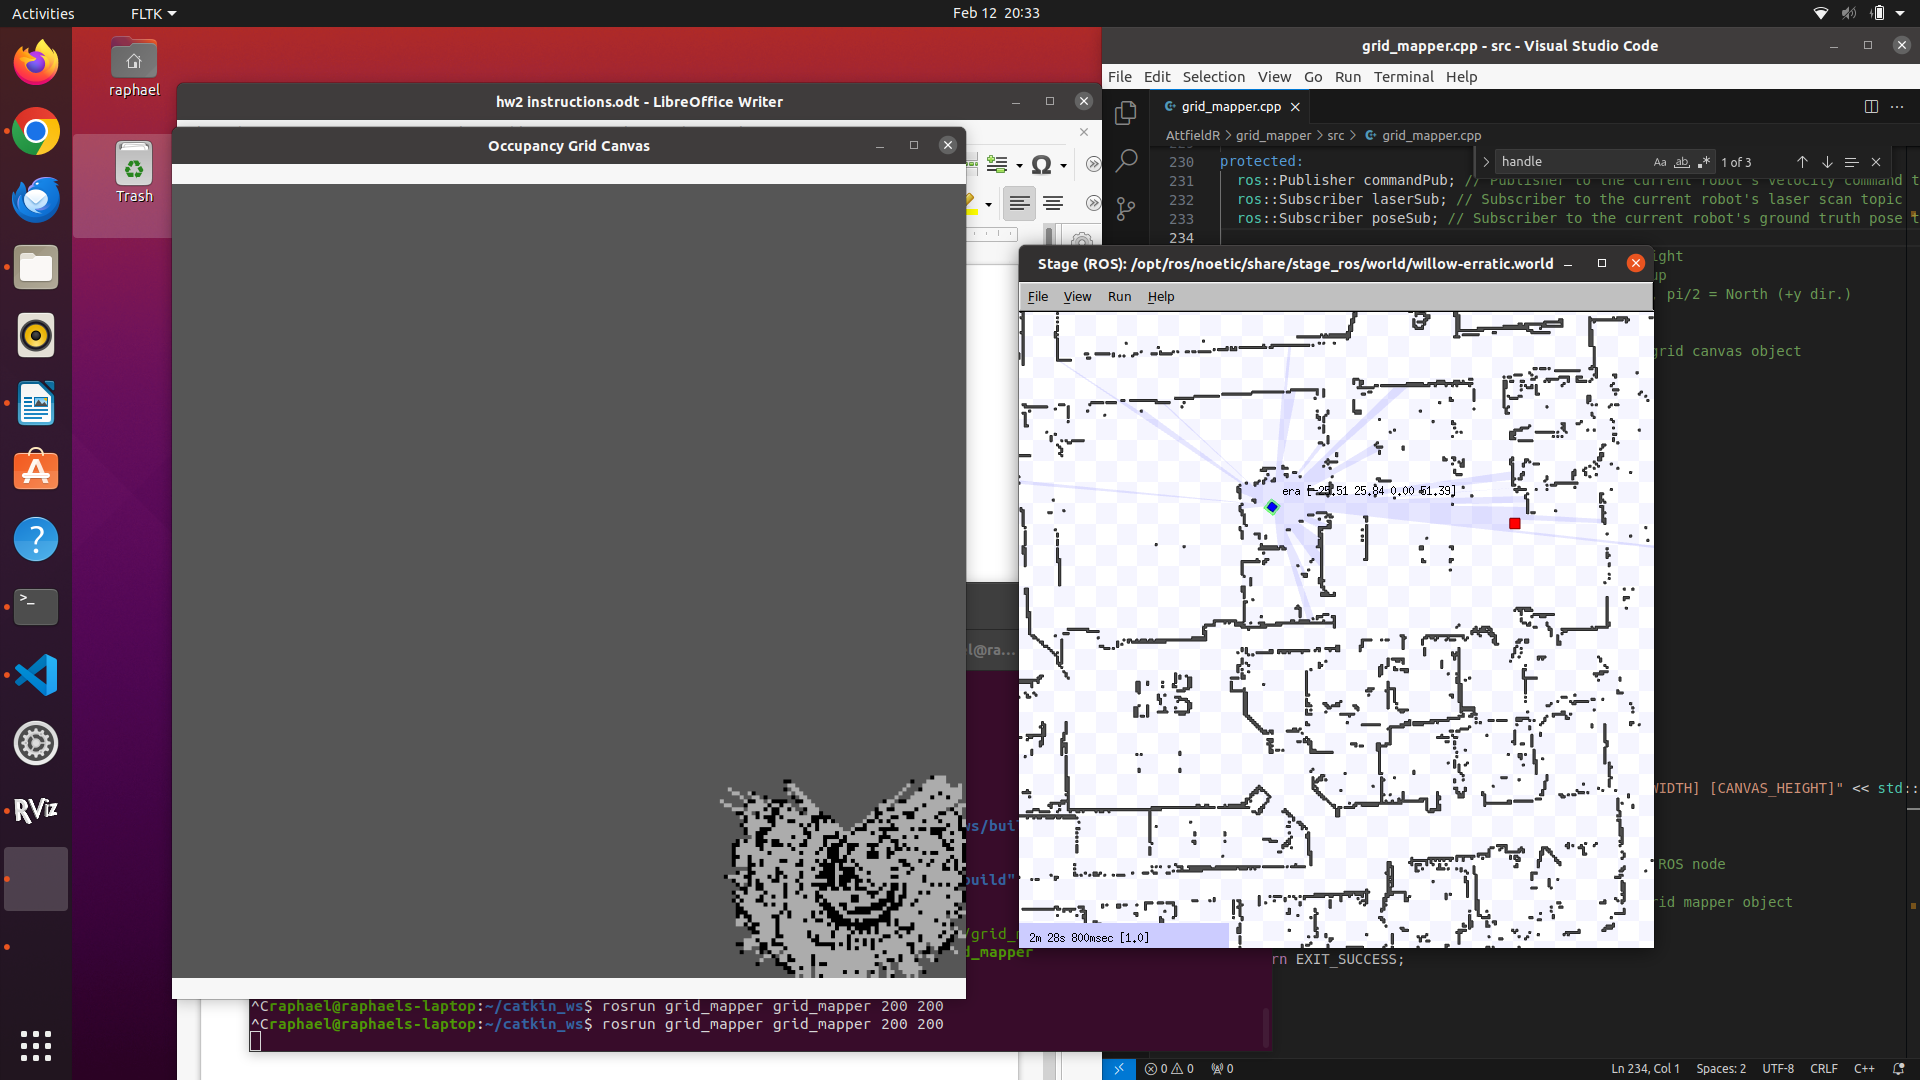 Activities
FLTK
Feb 12 20:33
raphael
Trash
RViz
hw2 instructions.odt - LibreOffice Writer
Occupancy Grid Canvas
grid_mapper.cpp - src - Visual Studio Code
File Edit Selection View Go Run Terminal Help
grid_mapper.cpp
AttfieldR > grid_mapper > src > grid_mapper.cpp
handle
Aa ab .*
1 of 3
230 protected:
231 ros::Publisher commandPub; // Publisher to the current robot's velocity command t
232 ros::Subscriber laserSub; // Subscriber to the current robot's laser scan topic
233 ros::Subscriber poseSub; // Subscriber to the current robot's ground truth pose t
234
ight
up
pi/2 = North (+y dir.)
grid canvas object
WIDTH] [CANVAS_HEIGHT]" << std::
ROS node
rid mapper object
rn EXIT_SUCCESS;
Stage (ROS): /opt/ros/noetic/share/stage_ros/world/willow-erratic.world
File View Run Help
era [-25.51 25.84 0.00 51.39]
2m 28s 800msec [1.0]
l@ra...
ws/buil
build"
/grid_m
d_mapper
^Craphael@raphaels-laptop:~/catkin_ws$ rosrun grid_mapper grid_mapper 200 200
^Craphael@raphaels-laptop:~/catkin_ws$ rosrun grid_mapper grid_mapper 200 200
0 0 0
Ln 234, Col 1 Spaces: 2 UTF-8 CRLF C++